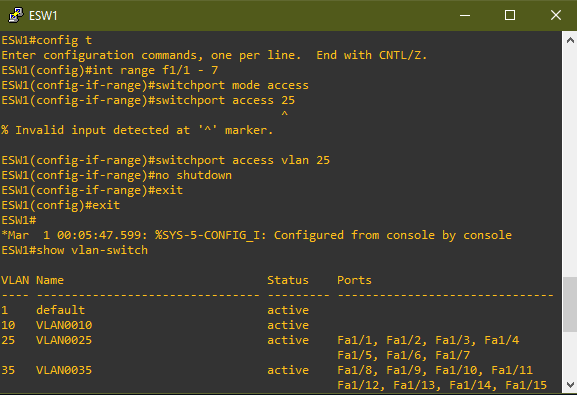 ESW1
ESW1#config t
Enter configuration commands, one per line.  End with CNTL/Z.
ESW1(config)#int range f1/1 - 7
ESW1(config-if-range)#switchport mode access
ESW1(config-if-range)#switchport access 25
                                        ^
% Invalid input detected at '^' marker.

ESW1(config-if-range)#switchport access vlan 25
ESW1(config-if-range)#no shutdown
ESW1(config-if-range)#exit
ESW1(config)#exit
ESW1#
*Mar  1 00:05:47.599: %SYS-5-CONFIG_I: Configured from console by console
ESW1#show vlan-switch

VLAN Name                             Status    Ports
---- -------------------------------- --------- -------------------------------
1    default                          active
10   VLAN0010                         active
25   VLAN0025                         active    Fa1/1, Fa1/2, Fa1/3, Fa1/4
                                                Fa1/5, Fa1/6, Fa1/7
35   VLAN0035                         active    Fa1/8, Fa1/9, Fa1/10, Fa1/11
                                                Fa1/12, Fa1/13, Fa1/14, Fa1/15